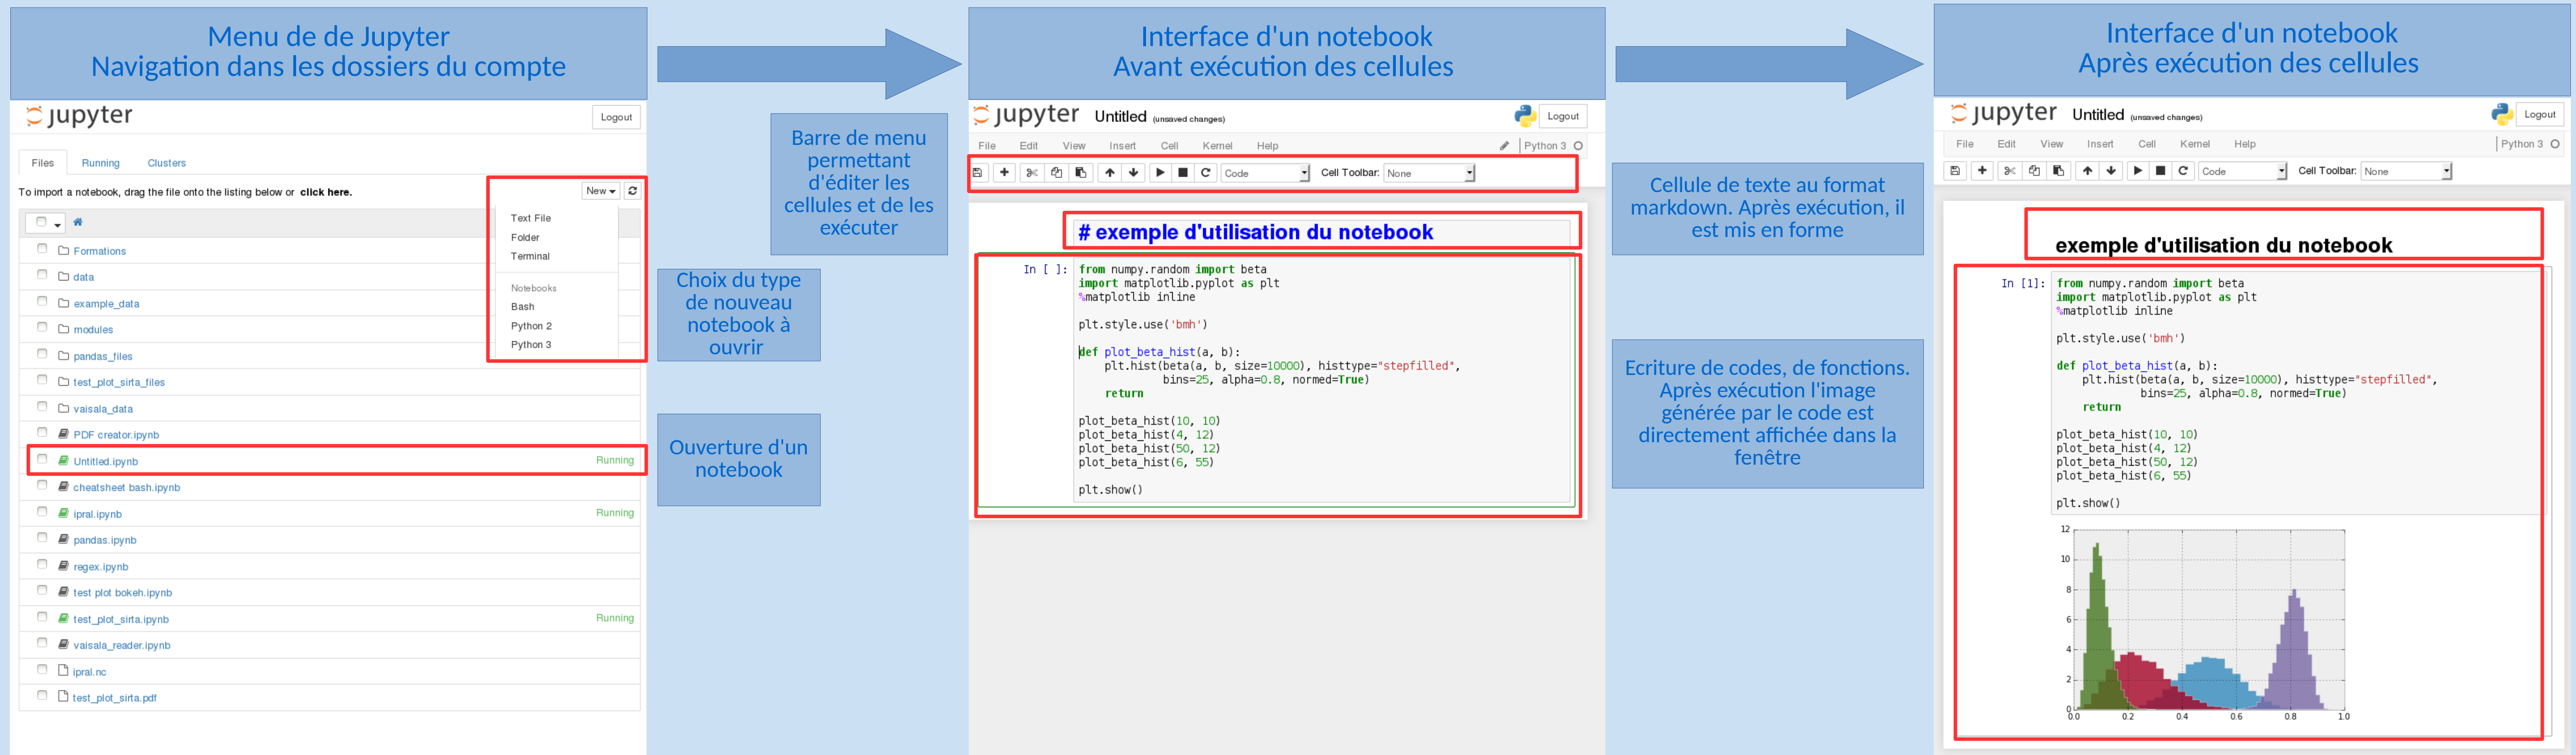 Menu de de Jupyter
Navigation dans les dossiers du compte
jupyter
Logout
Files
Running
Clusters
To import a notebook, drag the file onto the listing below or click here.
New
Text File
Folder
Terminal
Notebooks
Bash
Python 2
Python 3
Formations
data
example_data
modules
pandas_files
test_plot_sirta_files
vaisala_data
PDF creator.ipynb
Untitled.ipynb
Running
cheatsheet bash.ipynb
ipral.ipynb
Running
pandas.ipynb
regex.ipynb
test plot bokeh.ipynb
test_plot_sirta.ipynb
Running
vaisala_reader.ipynb
ipral.nc
test_plot_sirta.pdf
Barre de menu
permettant
d'éditer les
cellules et de les
exécuter
Choix du type
de nouveau
notebook à
ouvrir
Ouverture d'un
notebook
Interface d'un notebook
Avant exécution des cellules
jupyter Untitled (unsaved changes)
Logout
File Edit View Insert Cell Kernel Help
Python 3
Code
Cell Toolbar: None
# exemple d'utilisation du notebook
In [ ]: from numpy.random import beta
import matplotlib.pyplot as plt
%matplotlib inline
plt.style.use('bmh')
def plot_beta_hist(a, b):
plt.hist(beta(a, b, size=10000), histtype="stepfilled",
bins=25, alpha=0.8, normed=True)
return
plot_beta_hist(10, 10)
plot_beta_hist(4, 12)
plot_beta_hist(50, 12)
plot_beta_hist(6, 55)
plt.show()
Cellule de texte au format
markdown. Après exécution, il
est mis en forme
Ecriture de codes, de fonctions.
Après exécution l'image
générée par le code est
directement affichée dans la
fenêtre
Interface d'un notebook
Après exécution des cellules
jupyter Untitled (unsaved changes)
Logout
File Edit View Insert Cell Kernel Help
Python 3
Code
Cell Toolbar: None
exemple d'utilisation du notebook
In [1]: from numpy.random import beta
import matplotlib.pyplot as plt
%matplotlib inline
plt.style.use('bmh')
def plot_beta_hist(a, b):
plt.hist(beta(a, b, size=10000), histtype="stepfilled",
bins=25, alpha=0.8, normed=True)
return
plot_beta_hist(10, 10)
plot_beta_hist(4, 12)
plot_beta_hist(50, 12)
plot_beta_hist(6, 55)
plt.show()
12
10
8
6
4
2
0
0.0 0.2 0.4 0.6 0.8 1.0